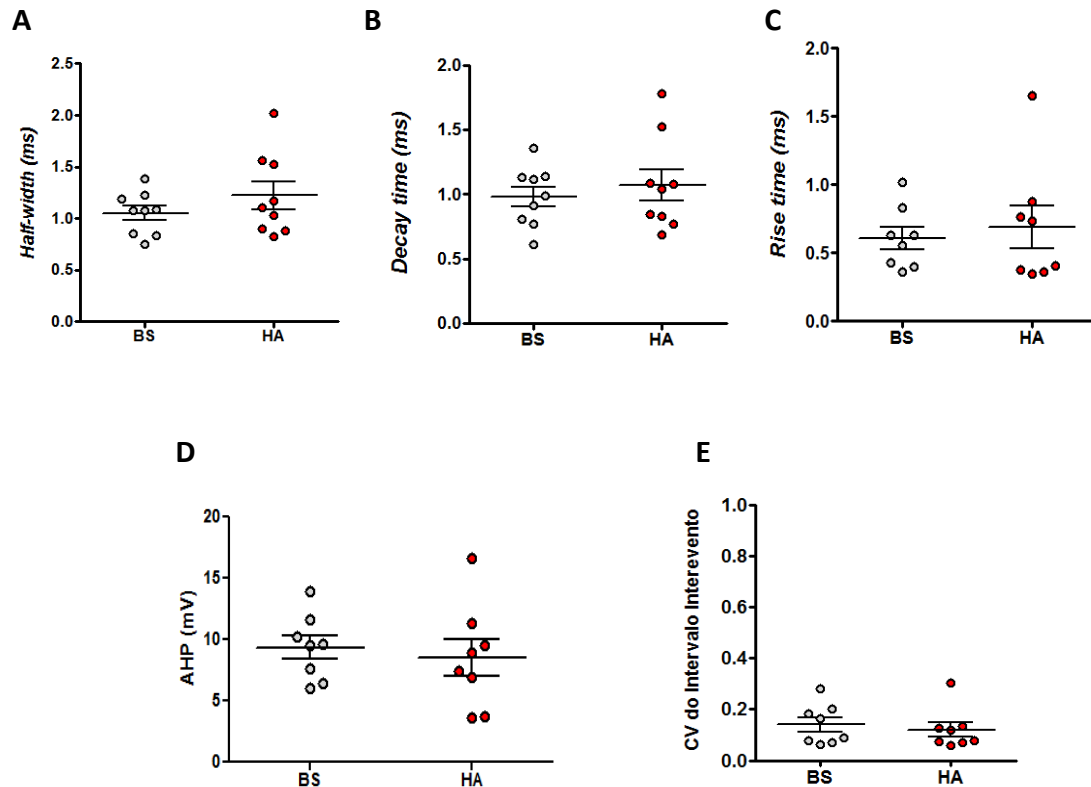 A
Half-width (ms)
2.5
2.0
1.5
1.0
0.5
0.0
BS
HA
B
Decay time (ms)
2.0
1.5
1.0
0.5
0.0
BS
HA
C
Rise time (ms)
2.0
1.5
1.0
0.5
0.0
BS
HA
D
AHP (mV)
20
15
10
5
0
BS
HA
E
CV do Intervalo Interevento
1.0
0.8
0.6
0.4
0.2
0.0
BS
HA